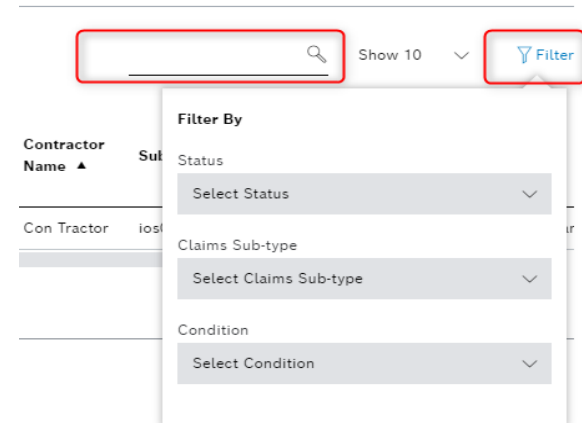 Show 10
Filter
Filter By
Contractor
Name ▲
Status
Select Status
Con Tractor
Claims Sub-type
Select Claims Sub-type
Condition
Select Condition